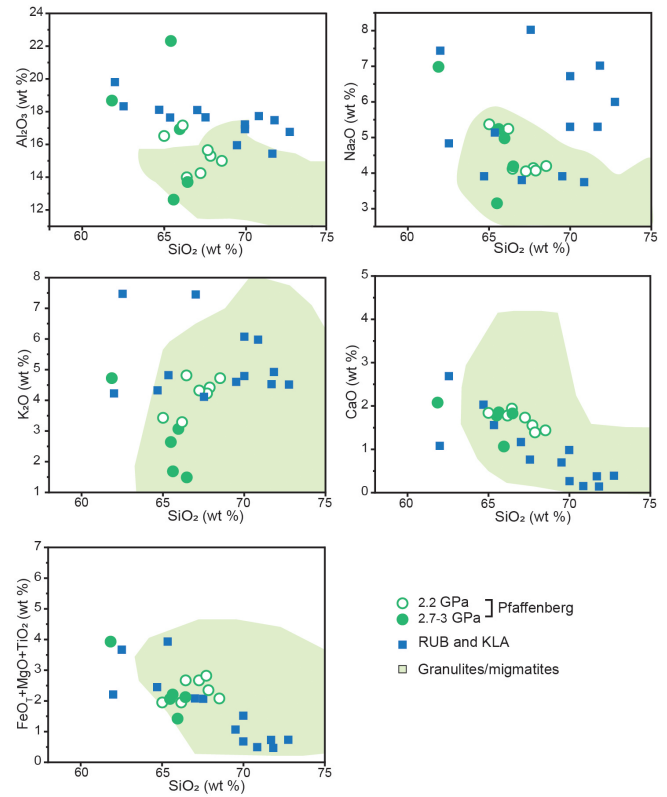 24
22
20
18
16
14
12
Al₂O₃ (wt %)
60 65 70 75
SiO₂ (wt %)
8
7
6
5
4
3
Na₂O (wt %)
60 65 70 75
SiO₂ (wt %)
8
7
6
5
4
3
2
1
K₂O (wt %)
60 65 70 75
SiO₂ (wt %)
5
4
3
2
1
0
CaO (wt %)
60 65 70 75
SiO₂ (wt %)
7
6
5
4
3
2
1
0
FeO_T+MgO+TiO₂ (wt %)
60 65 70 75
SiO₂ (wt %)
2.2 GPa
2.7-3 GPa
Pfaffenberg
RUB and KLA
Granulites/migmatites